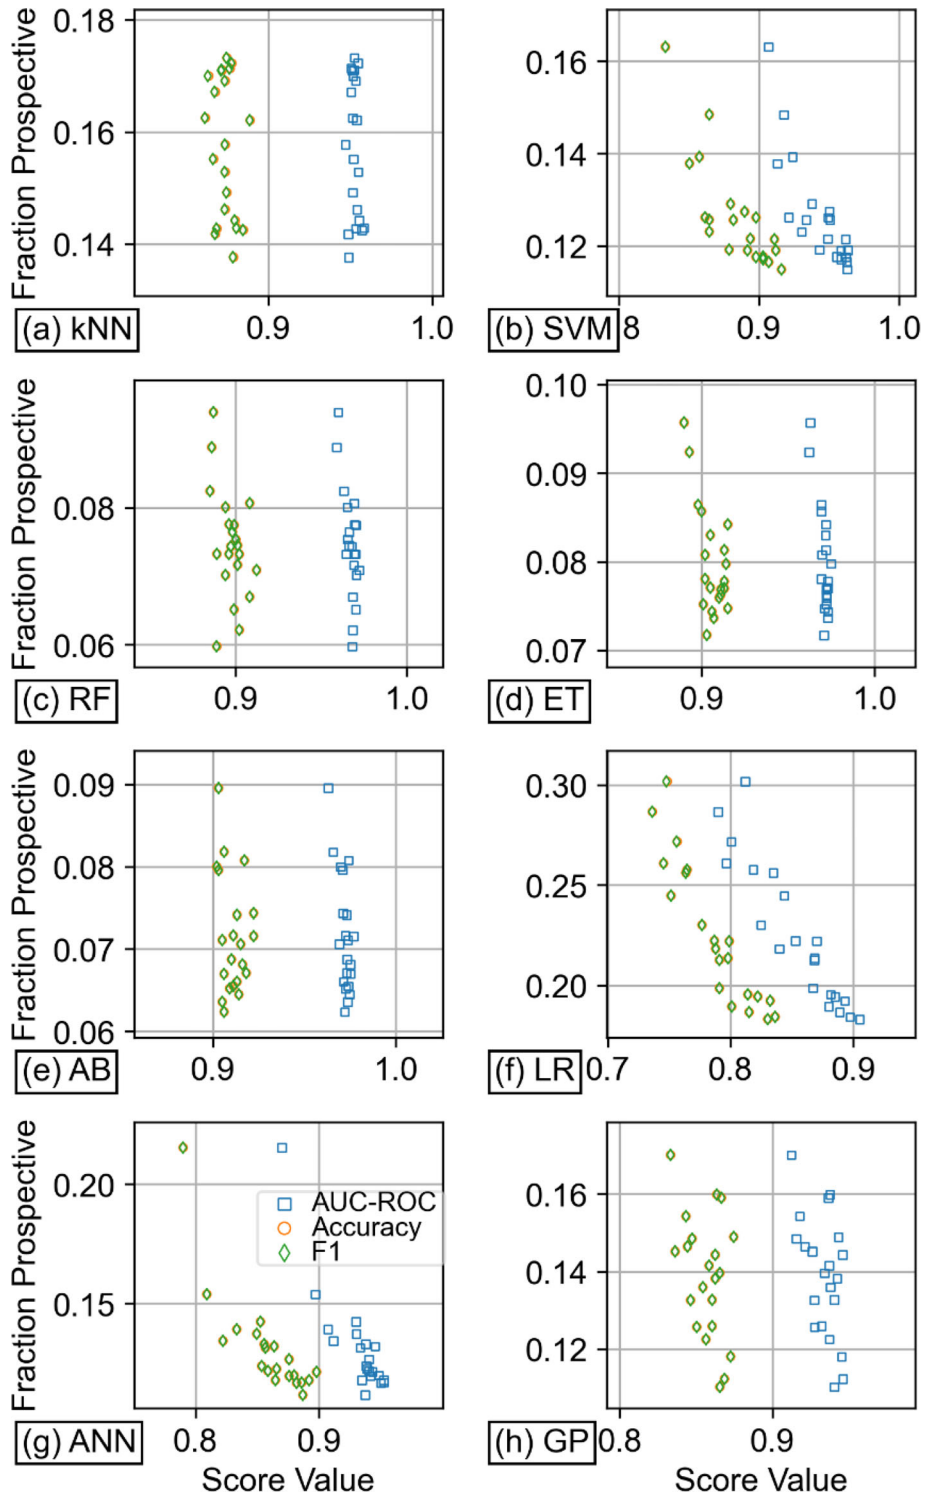 0.18
0.16
0.14
Fraction Prospective
(a) kNN
0.9
1.0
0.16
0.14
0.12
(b) SVM
8
0.9
1.0
0.08
0.06
Fraction Prospective
(c) RF
0.9
1.0
0.10
0.09
0.08
0.07
(d) ET
0.9
1.0
0.09
0.08
0.07
0.06
Fraction Prospective
(e) AB
0.9
1.0
0.30
0.25
0.20
(f) LR
0.7
0.8
0.9
0.20
0.15
Fraction Prospective
AUC-ROC
Accuracy
F1
(g) ANN
0.8
0.9
Score Value
0.16
0.14
0.12
(h) GP
0.8
0.9
Score Value